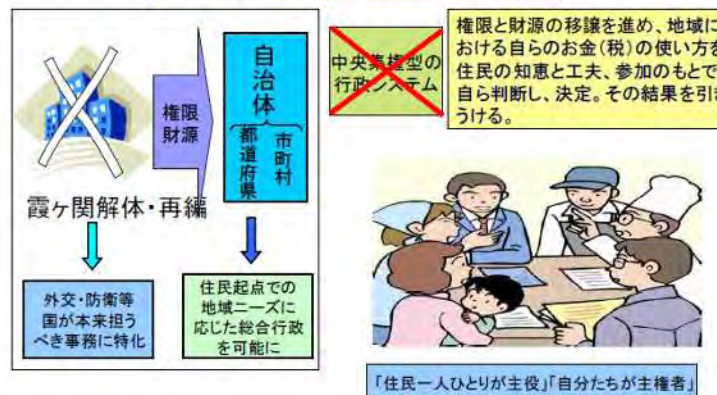 権限
財源
自治体
都道府県
市町村
霞ヶ関解体・再編
外交・防衛等
国が本来担う
べき事務に特化
住民起点での
地域ニーズに
応じた総合行政
を可能に
中央集権型の
行政システム
権限と財源の移譲を進め、地域に
おける自らのお金(税)の使い方を
住民の知恵と工夫、参加のもとで
自ら判断し、決定。その結果を引き
うける。
「住民一人ひとりが主役」「自分たちが主権者」